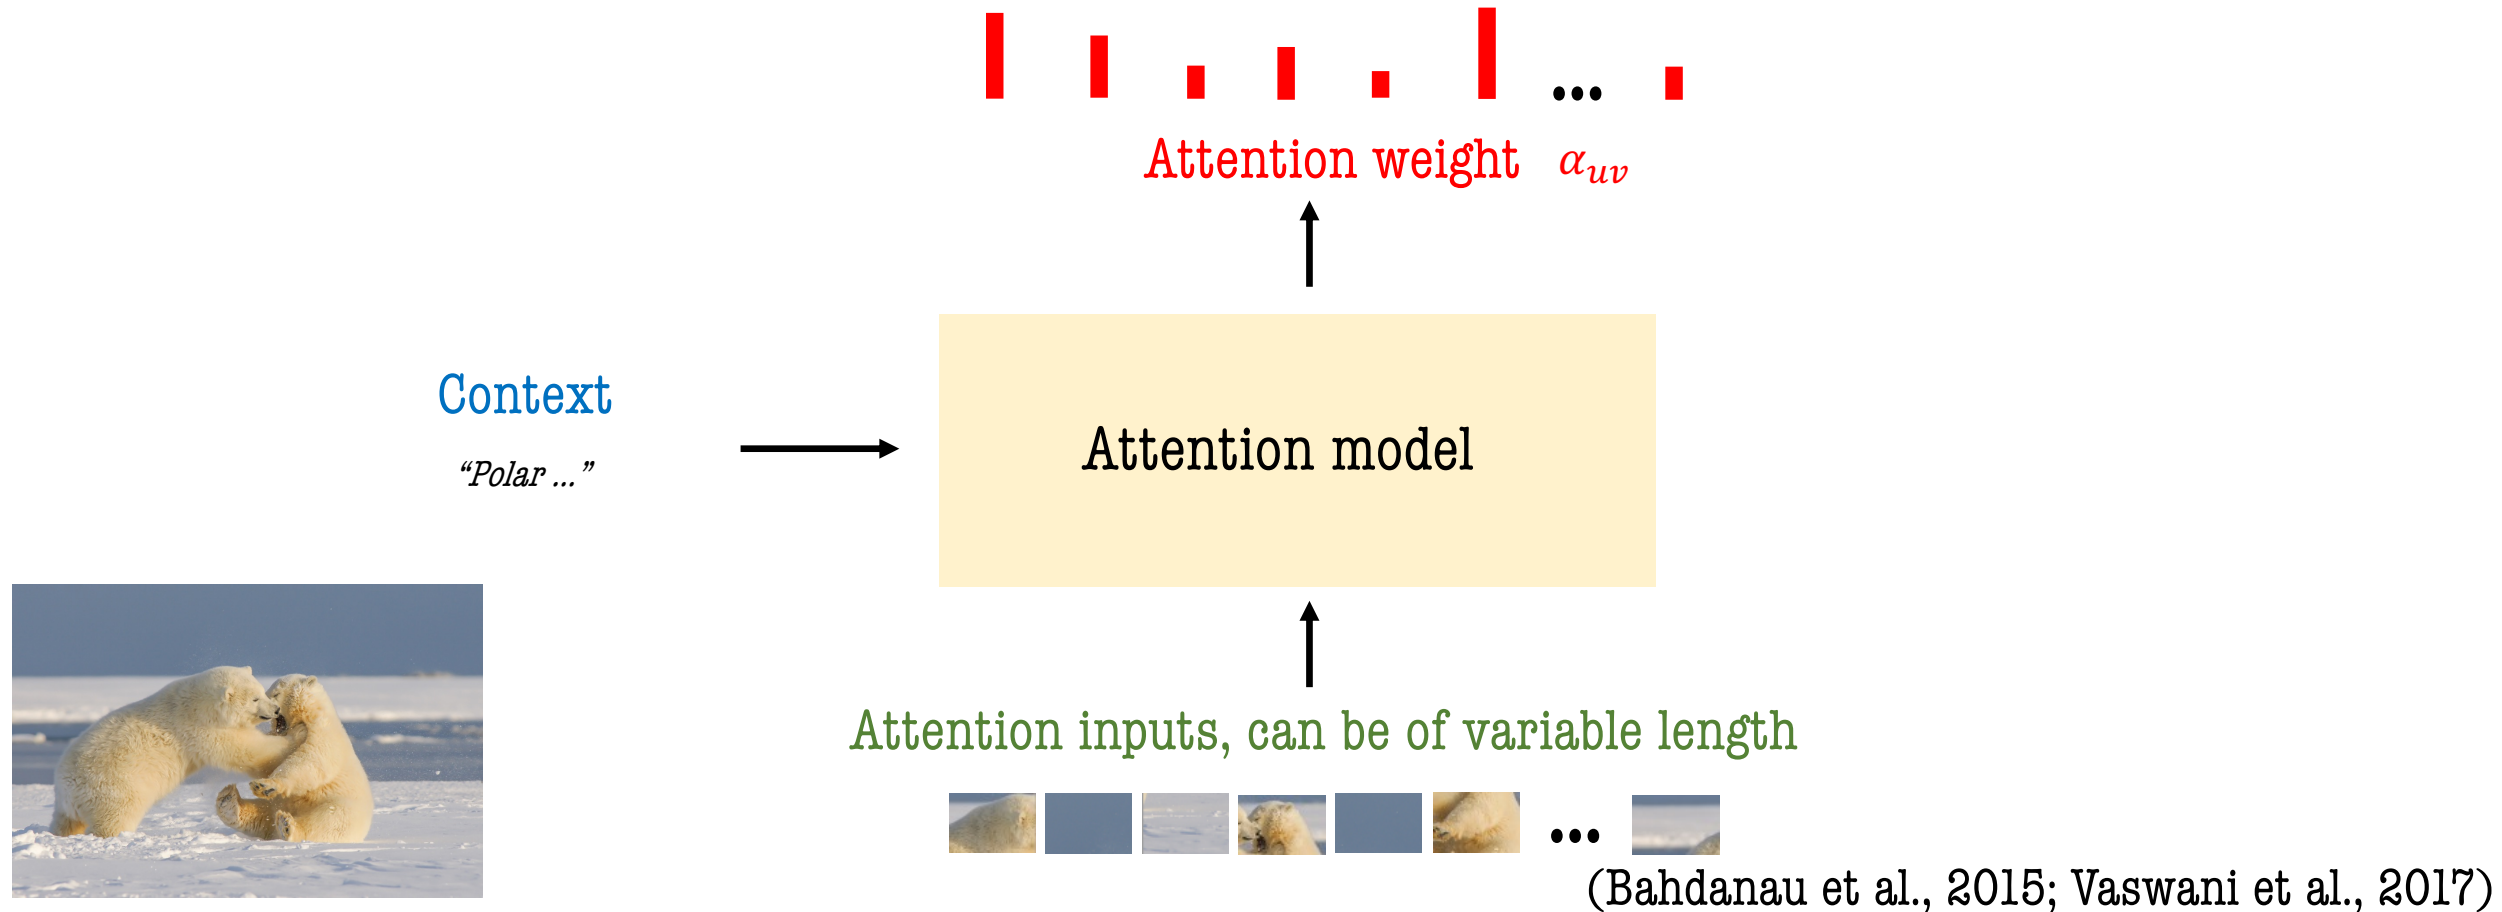 ...
Attention weight α_uv
Context
“Polar ...”
Attention model
Attention inputs, can be of variable length
...
(Bahdanau et al., 2015; Vaswani et al., 2017)